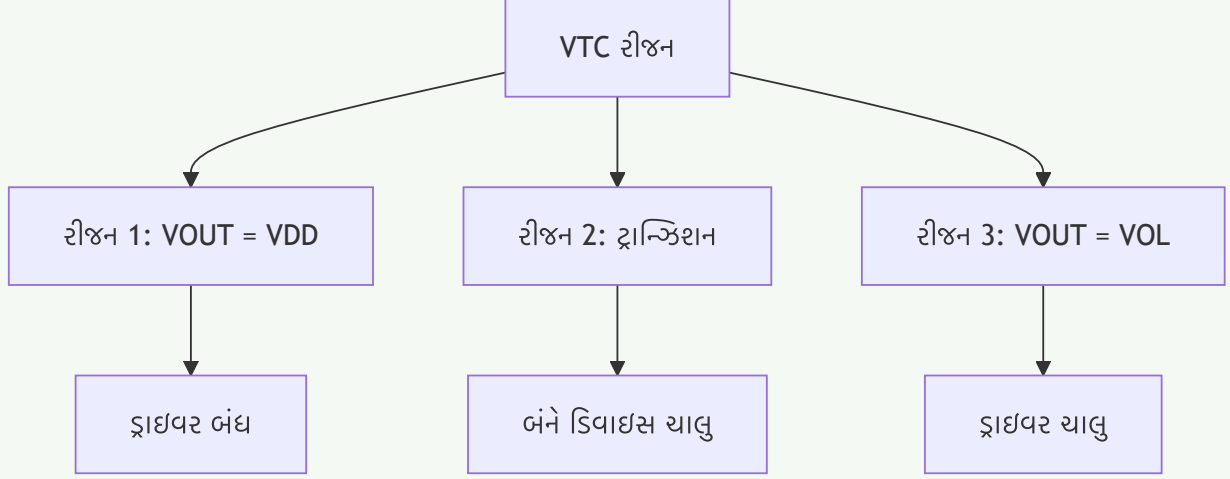 VTC રીજન
રીજન 1: VOUT = VDD
રીજન 2: ટ્રાન્ઝિશન
રીજન 3: VOUT = VOL
ડ્રાઇવર બંધ
બંને ડિવાઇસ ચાલુ
ડ્રાઇવર ચાલુ